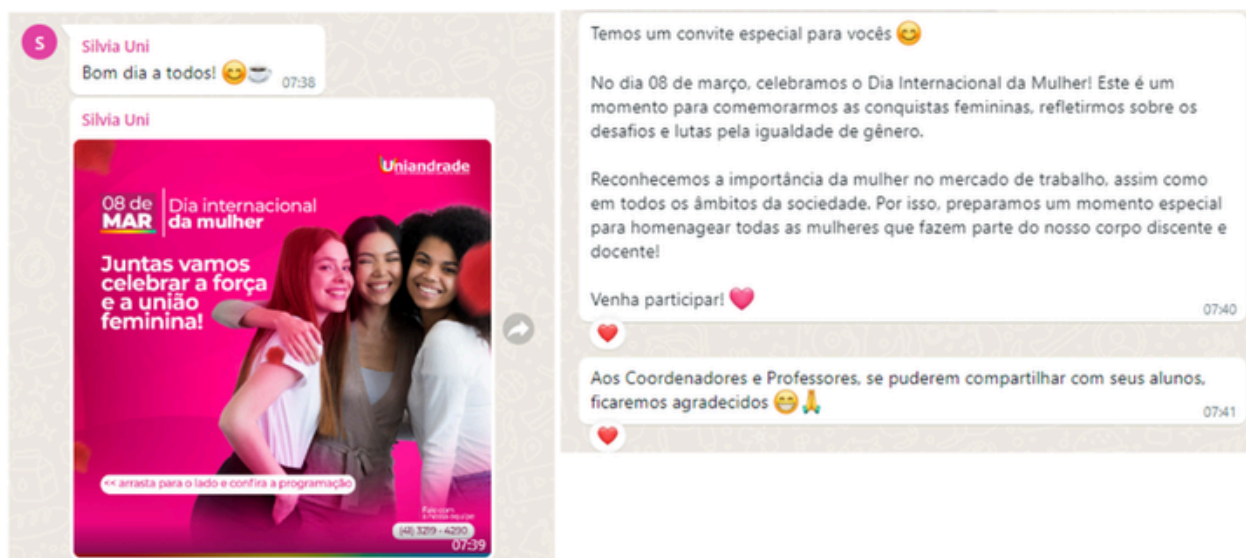 S
Silvia Uni
Bom dia a todos! 😊☕
07:38
Silvia Uni
Uniandrade
08 de
MAR
Dia internacional
da mulher
Juntas vamos
celebrar a força
e a união
feminina!
<< arrasta para o lado e confira a programação
Fale com
a nossa equipe
(41) 3219 - 4290
07:39
Temos um convite especial para vocês 😊
No dia 08 de março, celebramos o Dia Internacional da Mulher! Este é um
momento para comemorarmos as conquistas femininas, refletirmos sobre os
desafios e lutas pela igualdade de gênero.
Reconhecemos a importância da mulher no mercado de trabalho, assim como
em todos os âmbitos da sociedade. Por isso, preparamos um momento especial
para homenagear todas as mulheres que fazem parte do nosso corpo discente e
docente!
Venha participar! 💗
07:40
Aos Coordenadores e Professores, se puderem compartilhar com seus alunos,
ficaremos agradecidos 😁🙏
07:41